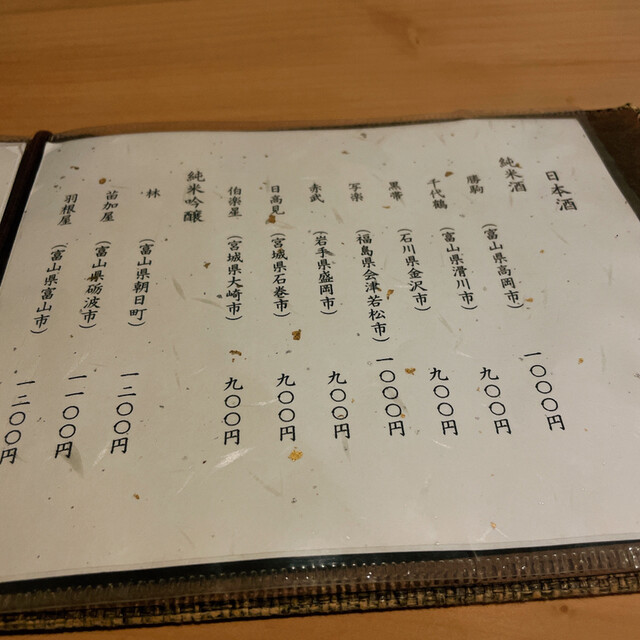 日本酒
純米酒
勝駒 (富山県高岡市) 一〇〇〇円
千代鶴 (富山県滑川市) 九〇〇円
黒帯 (石川県金沢市) 九〇〇円
写楽 (福島県会津若松市) 一〇〇〇円
赤武 (岩手県盛岡市) 九〇〇円
日高見 (宮城県石巻市) 九〇〇円
伯楽星 (宮城県大崎市) 九〇〇円
純米吟醸
林 (富山県朝日町) 一二〇〇円
苗加屋 (富山県砺波市) 一一〇〇円
羽根屋 (富山県富山市) 一二〇〇円